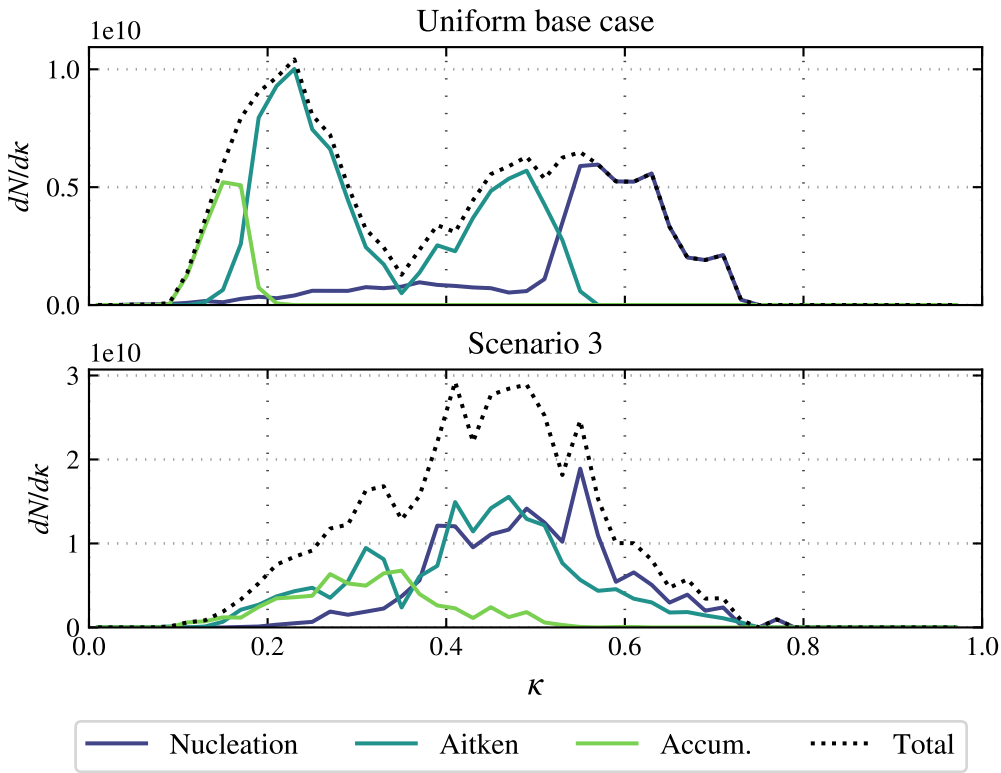 Uniform base case
1e10
1.0
0.5
0.0
dN/dκ
Scenario 3
1e10
3
2
1
0
dN/dκ
0.0 0.2 0.4 0.6 0.8 1.0
κ
Nucleation Aitken Accum. Total